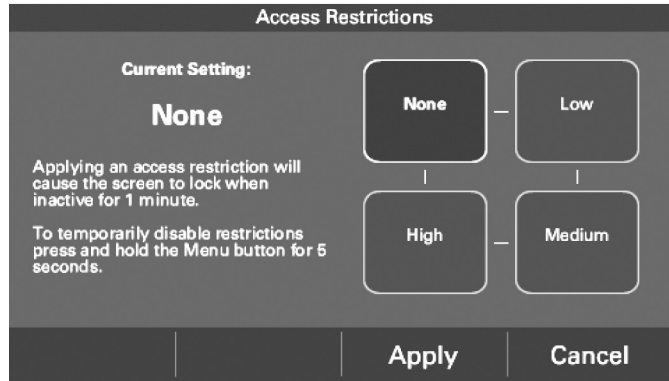 Access Restrictions
Current Setting:
None
Applying an access restriction will
cause the screen to lock when
inactive for 1 minute.
To temporarily disable restrictions
press and hold the Menu button for 5
seconds.
None
Low
High
Medium
Apply
Cancel